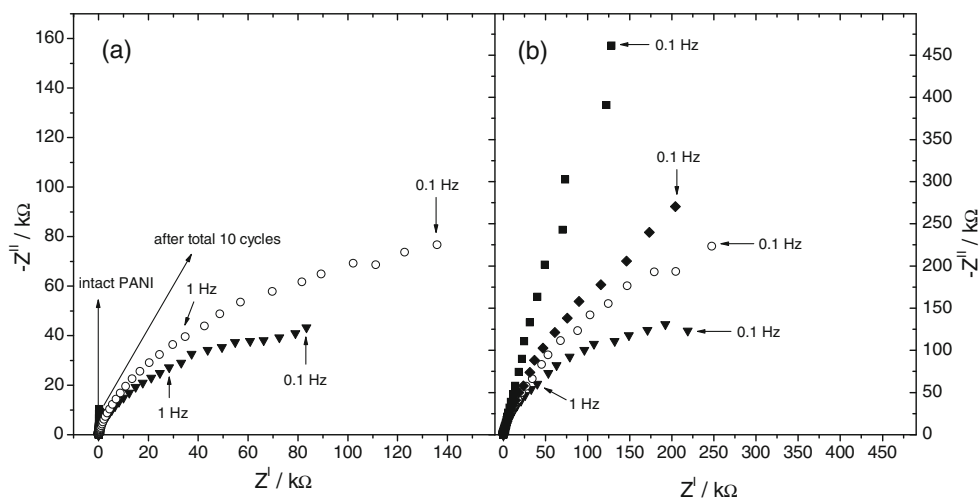 (a)
160
140
120
100
80
60
40
20
0
-Z^II / kΩ
0 20 40 60 80 100 120 140 160
Z^I / kΩ
intact PANI
after total 10 cycles
1 Hz
0.1 Hz
1 Hz
0.1 Hz
(b)
0.1 Hz
0.1 Hz
0.1 Hz
0.1 Hz
1 Hz
450
400
350
300
250
200
150
100
50
0
-Z^II / kΩ
0 50 100 150 200 250 300 350 400 450
Z^I / kΩ